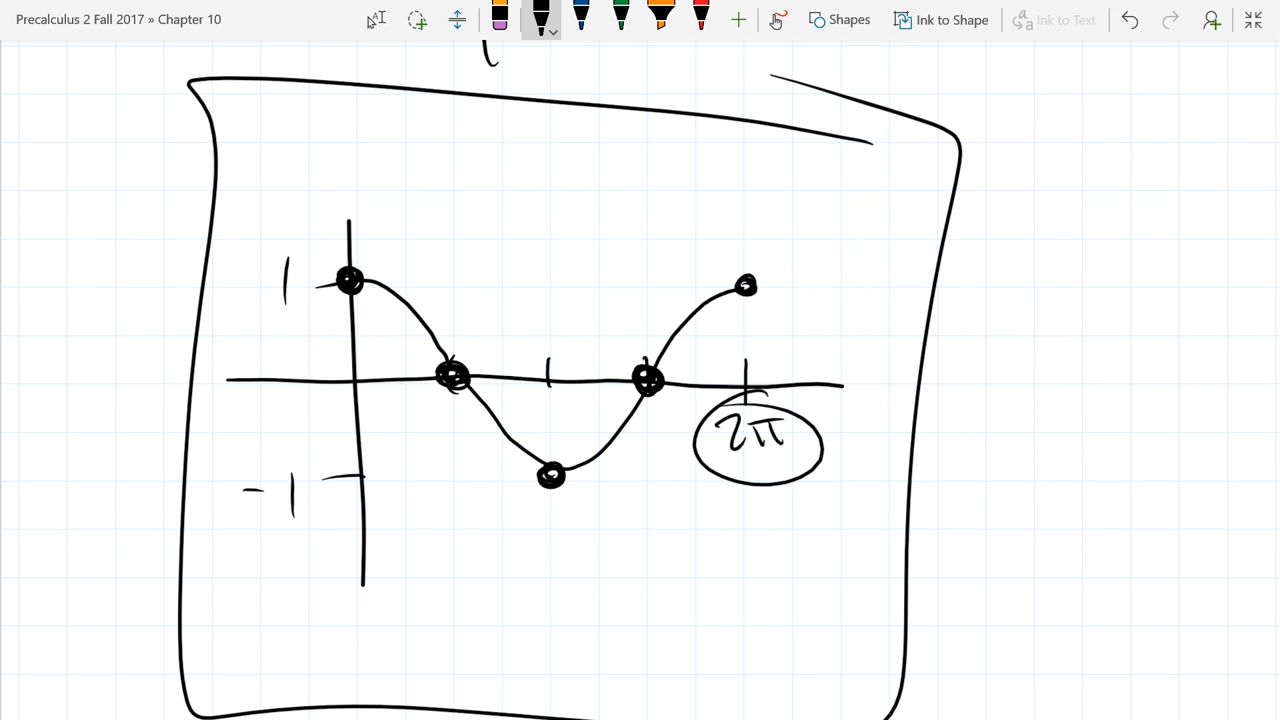 Precalculus 2 Fall 2017 » Chapter 10
Shapes
Ink to Shape
Ink to Text
1
2π
-1